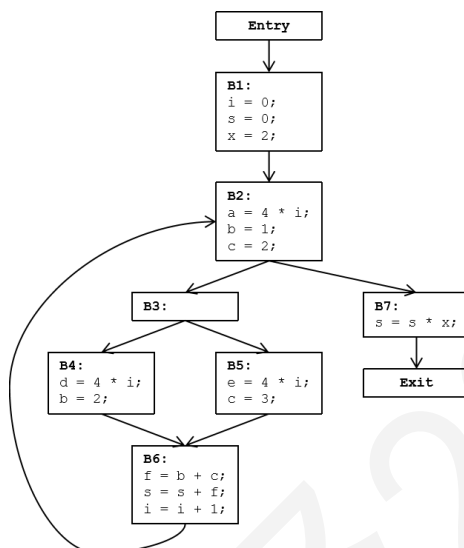 Entry
B1:
i = 0;
s = 0;
x = 2;
B2:
a = 4 * i;
b = 1;
c = 2;
B3:
B7:
s = s * x;
B4:
d = 4 * i;
b = 2;
B5:
e = 4 * i;
c = 3;
Exit
B6:
f = b + c;
s = s + f;
i = i + 1;